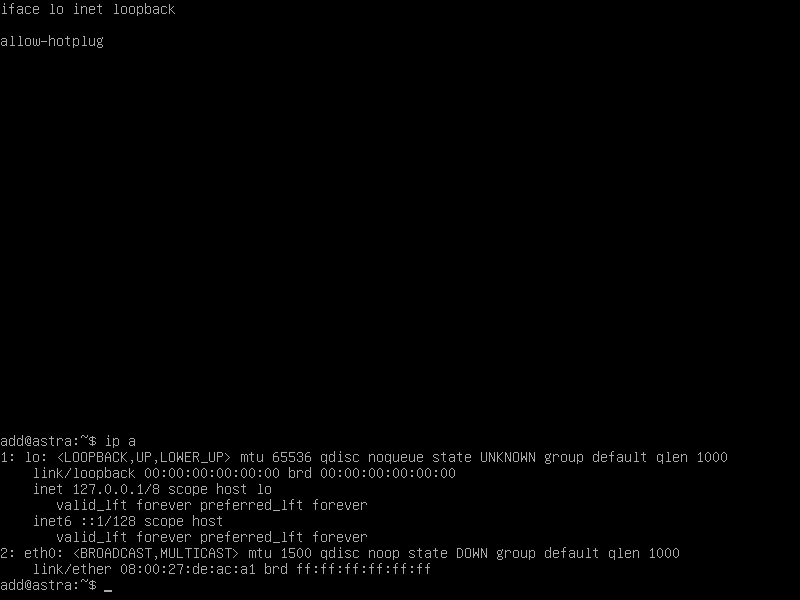 iface lo inet loopback
allow-hotplug
add@astra:~$ ip a
1: lo: <LOOPBACK,UP,LOWER_UP> mtu 65536 qdisc noqueue state UNKNOWN group default qlen 1000
    link/loopback 00:00:00:00:00:00 brd 00:00:00:00:00:00
    inet 127.0.0.1/8 scope host lo
       valid_lft forever preferred_lft forever
    inet6 ::1/128 scope host
       valid_lft forever preferred_lft forever
2: eth0: <BROADCAST,MULTICAST> mtu 1500 qdisc noop state DOWN group default qlen 1000
    link/ether 08:00:27:de:ac:a1 brd ff:ff:ff:ff:ff:ff
add@astra:~$ _